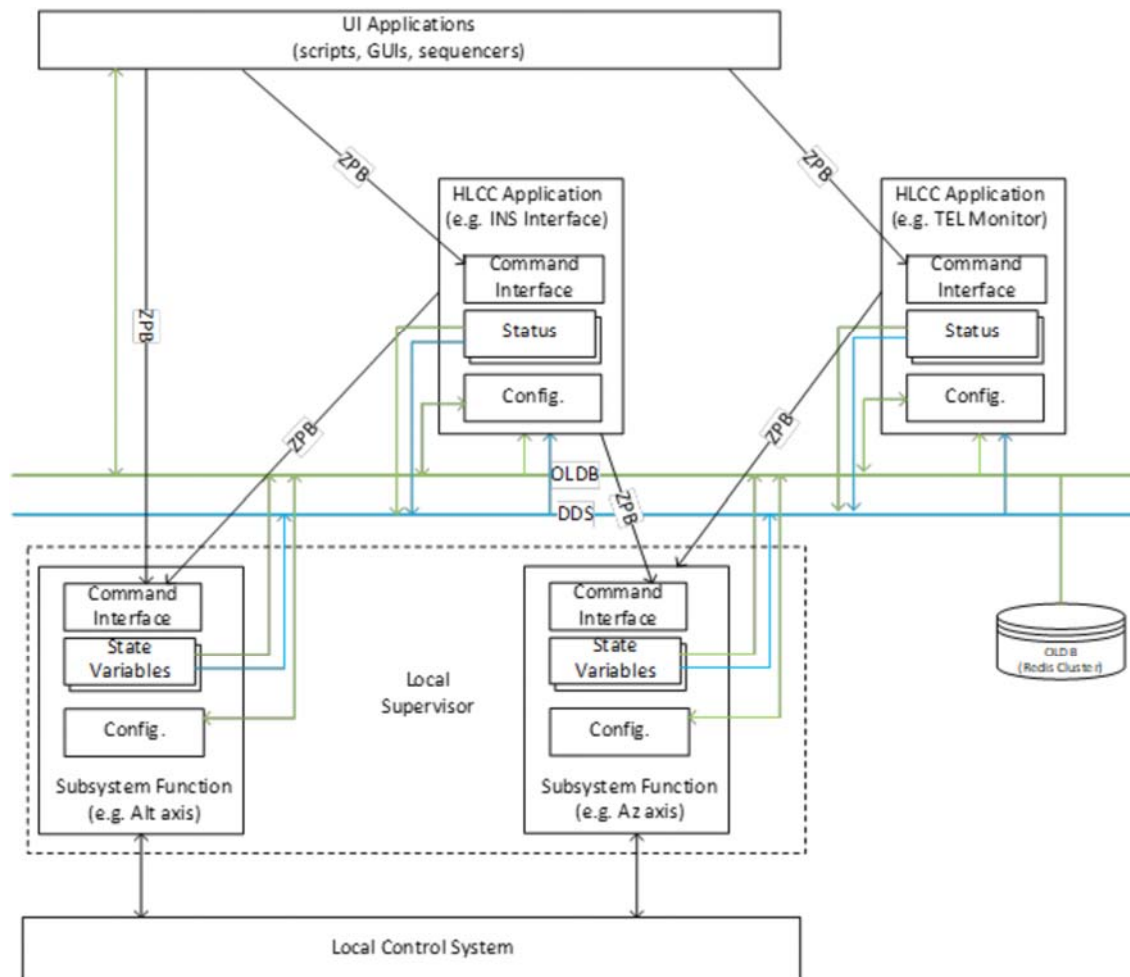 UI Applications
(scripts, GUIs, sequencers)
ZPB
ZPB
HLCC Application
(e.g. INS Interface)
HLCC Application
(e.g. TEL Monitor)
Command
Interface
Command
Interface
ZPB
Status
Status
Config.
Config.
ZPB
ZPB
OLDB
ZPB
DDS
Command
Interface
Command
Interface
State
Variables
State
Variables
OLDB
(Redis Cluster)
Local
Supervisor
Config.
Config.
Subsystem Function
(e.g. Alt axis)
Subsystem Function
(e.g. Az axis)
Local Control System